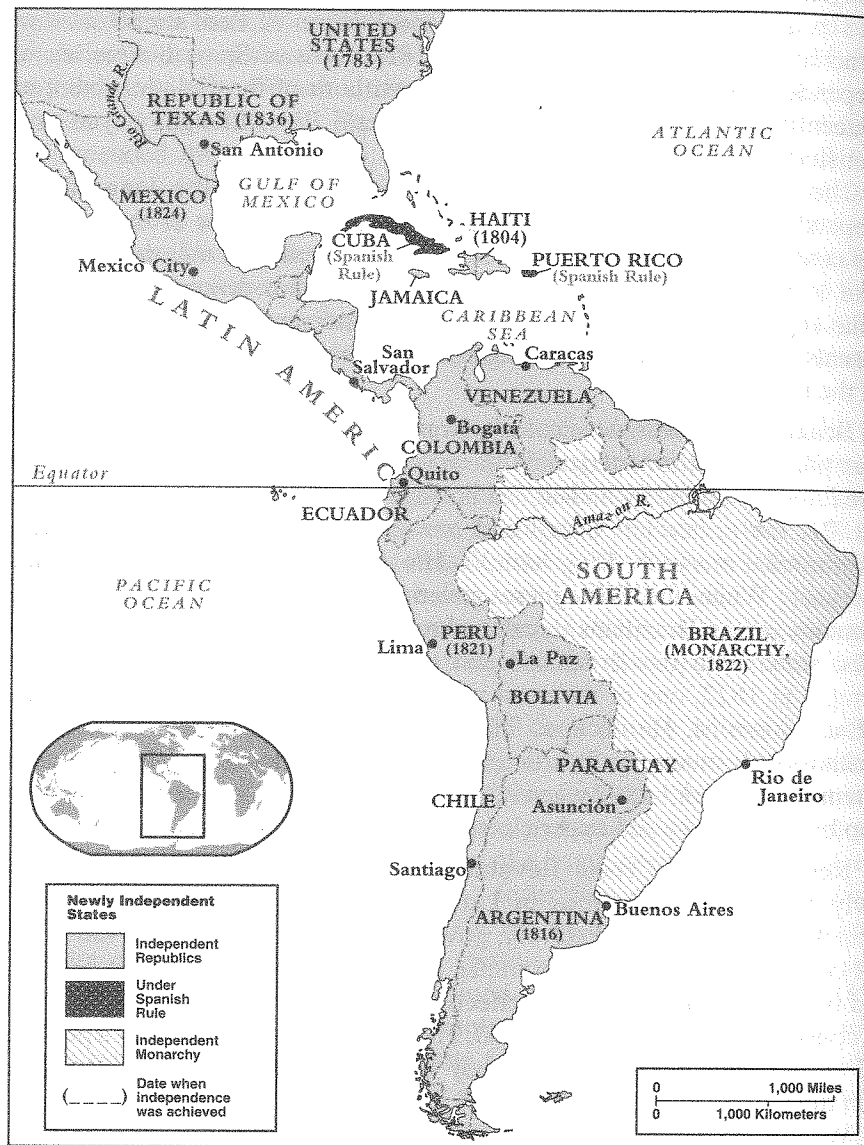 UNITED
STATES
(1783)
Rio Grande R.
REPUBLIC OF
TEXAS (1836)
San Antonio
ATLANTIC
OCEAN
GULF OF
MEXICO
MEXICO
(1824)
HAITI
(1804)
CUBA
(Spanish
Rule)
PUERTO RICO
(Spanish Rule)
Mexico City
JAMAICA
LATIN AMERICA
CARIBBEAN
SEA
San
Salvador
Caracas
VENEZUELA
Bogatá
COLOMBIA
Equator
Quito
ECUADOR
Amazon R.
PACIFIC
OCEAN
SOUTH
AMERICA
Lima
PERU
(1821)
BRAZIL
(MONARCHY,
1822)
La Paz
BOLIVIA
PARAGUAY
Rio de
Janeiro
CHILE
Asunción
Santiago
ARGENTINA
(1816)
Buenos Aires
Newly Independent
States
Independent
Republics
Under
Spanish
Rule
Independent
Monarchy
(_ _ _ _) Date when
independence
was achieved
0 1,000 Miles
0 1,000 Kilometers